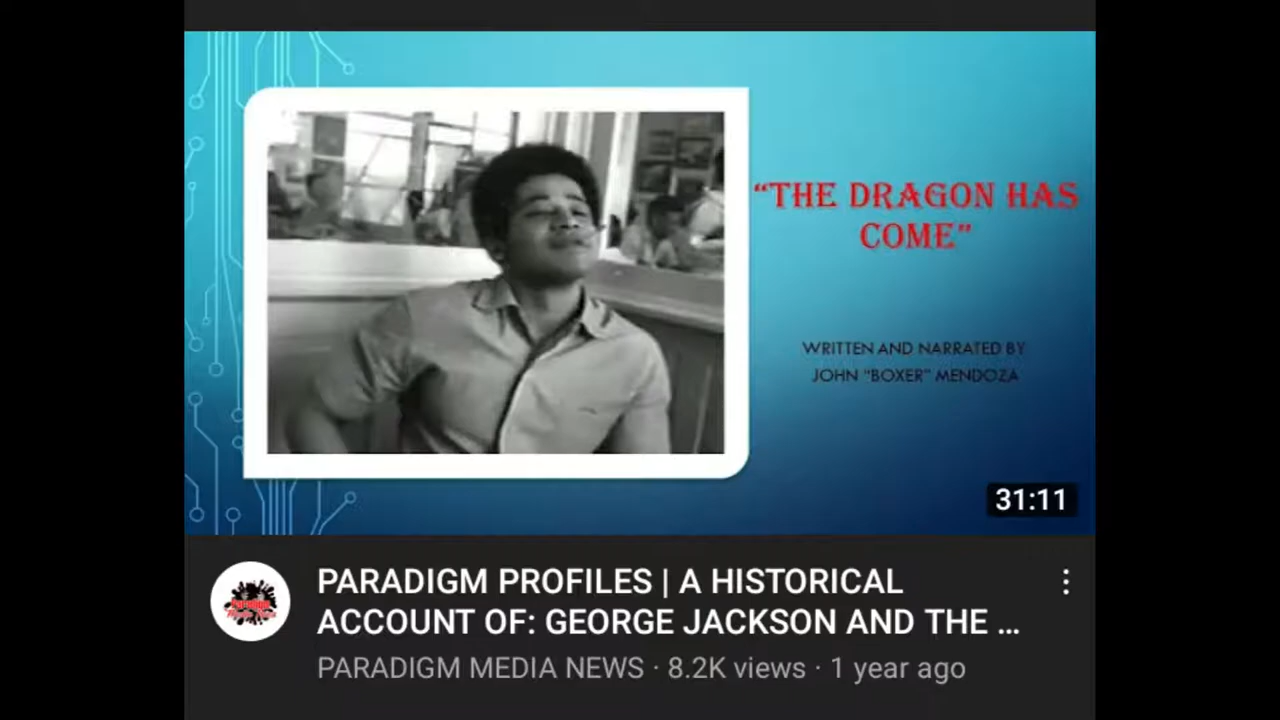 “THE DRAGON HAS
COME”
WRITTEN AND NARRATED BY
JOHN “BOXER” MENDOZA
31:11
PARADIGM PROFILES | A HISTORICAL
ACCOUNT OF: GEORGE JACKSON AND THE ...
PARADIGM MEDIA NEWS · 8.2K views · 1 year ago